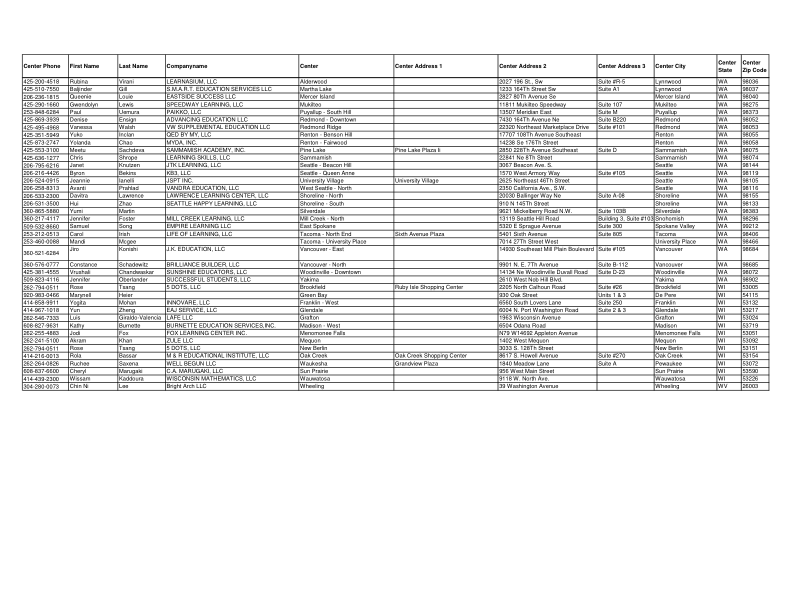 Center Phone First Name Last Name Companyname Center Center Address 1 Center Address 2 Center Address 3 Center City Center State Center Zip Code
425-200-4518 Rubina Virani LEARNASIUM, LLC Alderwood 2027 196 St., Sw Suite #R-5 Lynnwood WA 98036
425-510-7550 Baljinder Gill S.M.A.R.T. EDUCATION SERVICES LLC Martha Lake 1233 164Th Street Sw Suite A1 Lynnwood WA 98037
206-236-1815 Queenie Louie EASTSIDE SUCCESS LLC Mercer Island 2827 80Th Avenue Se Mercer Island WA 98040
425-290-1660 Gwendolyn Lewis SPEEDWAY LEARNING, LLC Mukilteo 11811 Mukilteo Speedway Suite 107 Mukilteo WA 98275
253-848-6284 Paul Uemura PAIKKO, LLC Puyallup - South Hill 13507 Meridian East Suite M Puyallup WA 98373
425-869-3939 Denise Ensign ADVANCING EDUCATION LLC Redmond - Downtown 7430 164Th Avenue Ne Suite B220 Redmond WA 98052
425-495-4968 Vanessa Walsh VW SUPPLEMENTAL EDUCATION LLC Redmond Ridge 22320 Northeast Marketplace Drive Suite #101 Redmond WA 98053
425-351-5949 Yuko Inclan QED BY MY, LLC Renton - Benson Hill 17707 108Th Avenue Southeast Renton WA 98055
425-873-2747 Yolanda Chao MYDA, INC. Renton - Fairwood 14238 Se 176Th Street Renton WA 98058
425-553-3100 Meetu Sachdeva SAMMAMISH ACADEMY, INC. Pine Lake Pine Lake Plaza Ii 2850 228Th Avenue Southeast Suite D Sammamish WA 98075
425-636-1277 Chris Shrope LEARNING SKILLS, LLC Sammamish 22841 Ne 8Th Street Sammamish WA 98074
206-216-4426 Byron Bekins KB3, LLC Seattle - Queen Anne 1570 West Armory Way Suite #105 Seattle WA 98119
206-795-6216 Janet Knutzen JTK LEARNING, LLC Seattle - Beacon Hill 3067 Beacon Ave. S. Seattle WA 98144
206-524-0915 Jeannie Ianelli JSPT INC. University Village University Village 2625 Northeast 46Th Street Seattle WA 98105
206-258-8313 Avanti Prahlad VANDRA EDUCATION, LLC West Seattle - North 2350 California Ave., S.W. Seattle WA 98116
206-533-2300 Davitra Lawrence LAWRENCE LEARNING CENTER, LLC Shoreline - North 20030 Ballinger Way Ne Suite A-08 Shoreline WA 98155
206-531-3500 Hui Zhao SEATTLE HAPPY LEARNING, LLC Shoreline - South 910 N 145Th Street Shoreline WA 98133
360-865-5880 Yumi Martin Silverdale 9621 Mickelberry Road N.W. Suite 103B Silverdale WA 98383
360-217-4117 Jennifer Foster MILL CREEK LEARNING, LLC Mill Creek - North 13119 Seattle Hill Road Building 3, Suite #103 Snohomish WA 98296
509-532-8660 Samuel Song EMPIRE LEARNING LLC East Spokane 5320 E Sprague Avenue Suite 300 Spokane Valley WA 99212
253-212-0513 Carol Irish LIFE OF LEARNING, LLC Tacoma - North End Sixth Avenue Plaza 5401 Sixth Avenue Suite 605 Tacoma WA 98406
253-460-0088 Mandi Mcgee Tacoma - University Place 7014 27Th Street West University Place WA 98466
360-521-6284 Jiro Konishi J.K. EDUCATION, LLC Vancouver 14930 Southeast Mill Plain Boulevard Suite #105 Vancouver WA 98684
360-576-0777 Constance Schadewitz BRILLIANCE BUILDER, LLC Vancouver - North 9901 N. E. 7Th Avenue Suite B-112 Vancouver WA 98685
425-381-4555 Vrushali Chandwaskar SUNSHINE EDUCATORS, LLC Woodinville - Downtown 14134 Ne Woodinville Duvall Road Suite D-23 Woodinville WA 98072
509-823-4116 Jennifer Oberlander SUCCESSFUL STUDENTS, LLC Yakima 2610 West Nob Hill Blvd. Yakima WA 98902
262-794-0511 Rose Tsang 5 DOTS, LLC Brookfield Ruby Isle Shopping Center 2205 North Calhoun Road Suite #26 Brookfield WI 53005
920-983-0466 Marynell Heier Green Bay 930 Oak Street Units 1 & 3 De Pere WI 54115
414-858-9911 Yogita Mohan INNOVARE, LLC Franklin - West 6560 South Lovers Lane Suite 250 Franklin WI 53132
414-967-1018 Yun Zheng EAJ SERVICE, LLC Glendale 6004 N. Port Washington Road Suite 2 & 3 Glendale WI 53217
262-546-7333 Luis Giraldo-Valencia LAFE LLC Grafton 1963 Wisconsin Avenue Grafton WI 53024
608-827-9631 Kathy Burnette BURNETTE EDUCATION SERVICES,INC. Madison - West 6504 Odana Road Madison WI 53719
262-255-4883 Jodi Fox FOX LEARNING CENTER INC. Menomonee Falls N79 W14692 Appleton Avenue Menomonee Falls WI 53051
262-241-5100 Akram Khan ZULE LLC Mequon 1402 West Mequon Mequon WI 53092
262-794-0511 Rose Tsang 5 DOTS, LLC New Berlin 3033 S. 128Th Street New Berlin WI 53151
414-216-0013 Rola Bassar M & R EDUCATIONAL INSTITUTE, LLC Oak Creek Oak Creek Shopping Center 8617 S. Howell Avenue Suite #270 Oak Creek WI 53154
262-264-0826 Ruchee Saxena WELL BEGUN LLC Waukesha Grandview Plaza 1840 Meadow Lane Suite A Pewaukee WI 53072
608-837-6600 Cheryl Marugaki C.A. MARUGAKI, LLC Sun Prairie 956 West Main Street Sun Prairie WI 53590
414-439-2300 Wissam Kaddoura WISCONSIN MATHEMATICS, LLC Wauwatosa 9118 W. North Ave. Wauwatosa WI 53226
304-280-0073 Chin Ni Lee Bright Arch LLC Wheeling 39 Washington Avenue Wheeling WV 26003